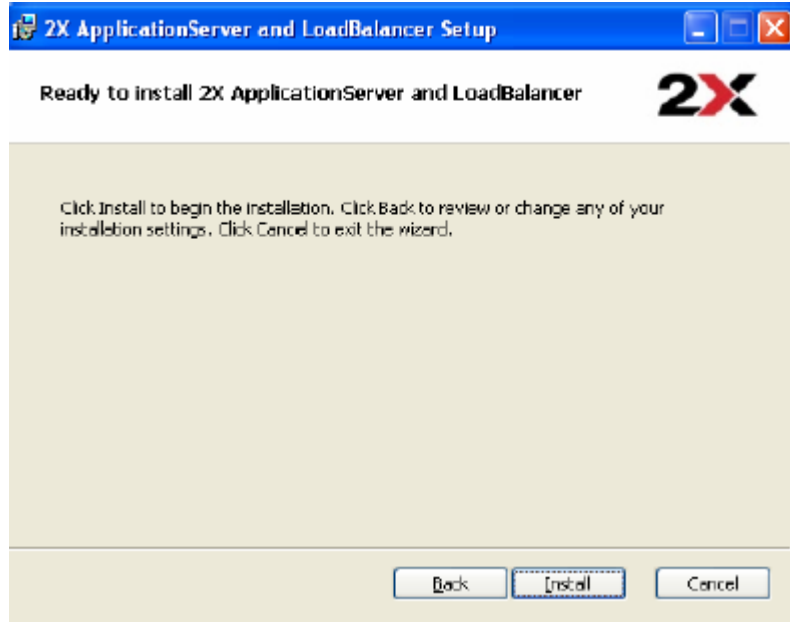 2X ApplicationServer and LoadBalancer Setup
Ready to install 2X ApplicationServer and LoadBalancer
2X
Click Install to begin the installation. Click Back to review or change any of your
installation settings. Click Cancel to exit the wizard.
Back
Install
Cancel